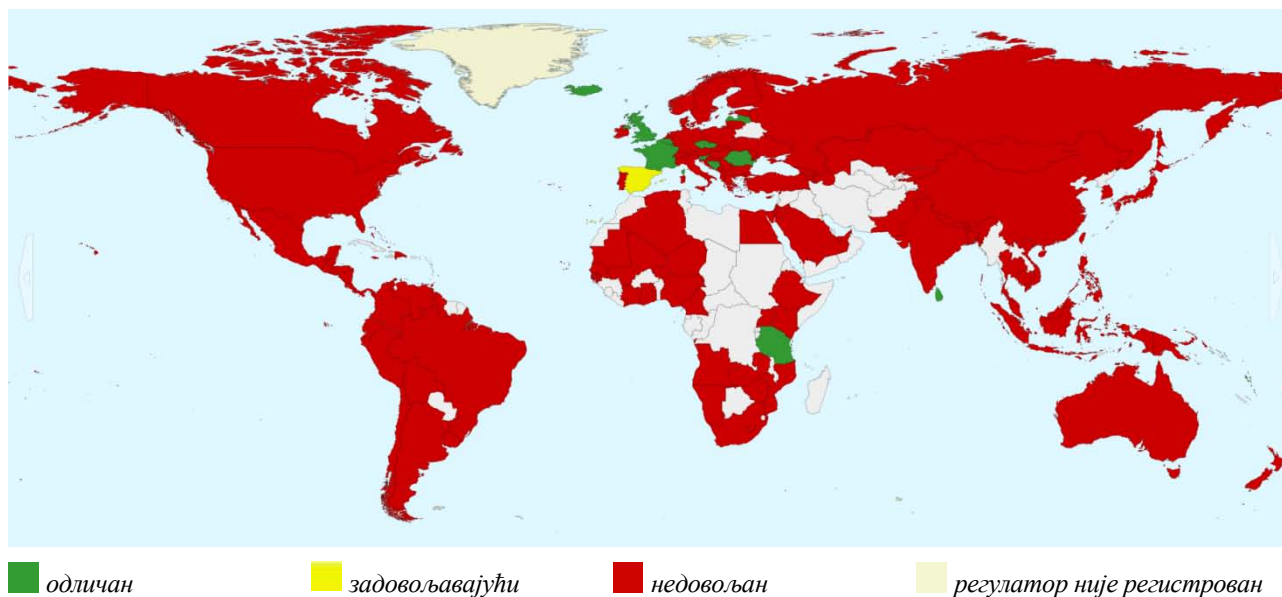 одличан
задовољавајући
недовољан
регулатор није регистрован